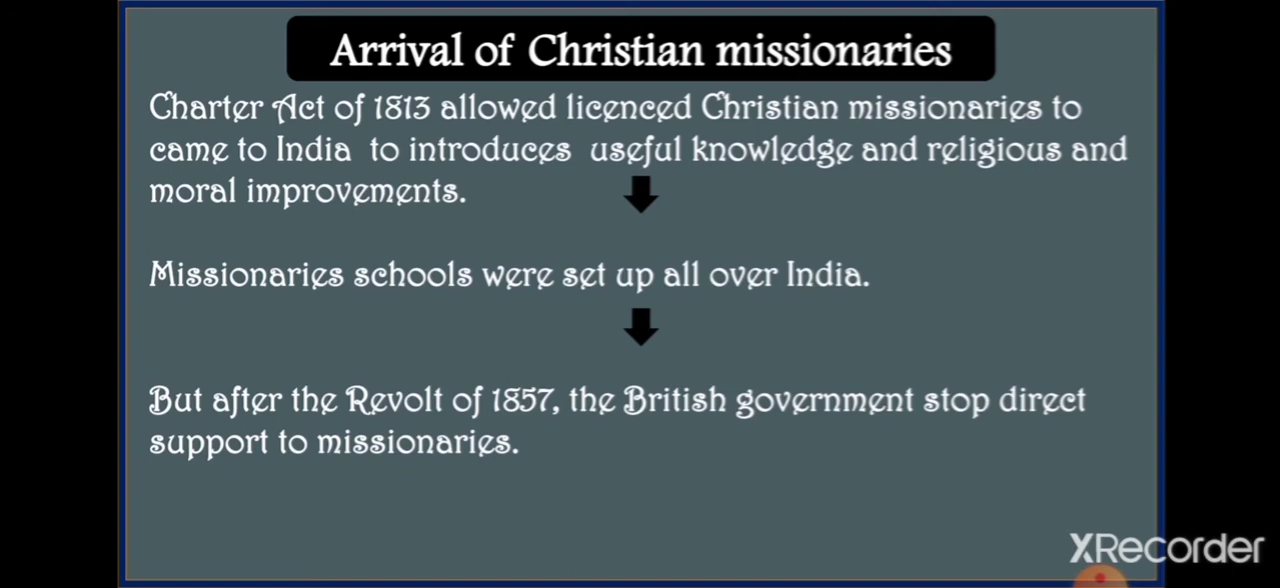 Arrival of Christian missionaries
Charter Act of 1813 allowed licenced Christian missionaries to
came to India to introduces useful knowledge and religious and
moral improvements.
Missionaries schools were set up all over India.
But after the Revolt of 1857, the British government stop direct
support to missionaries.
XRecorder